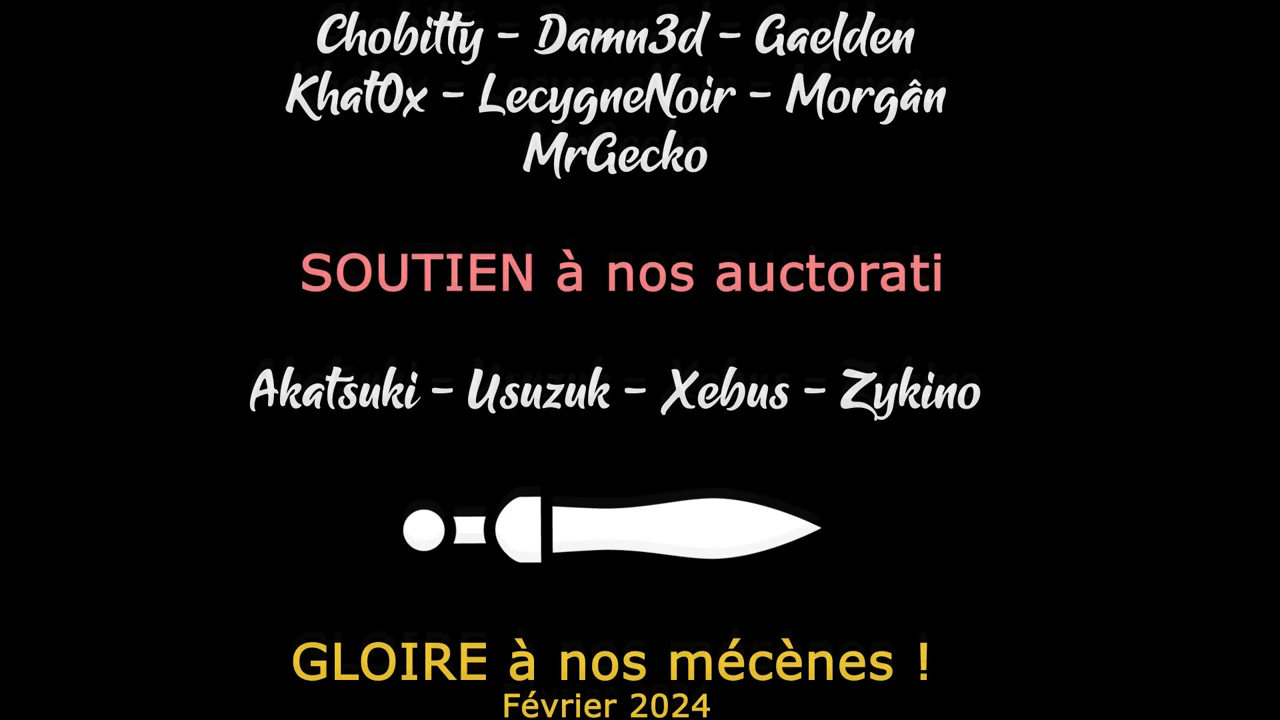 Chobitty - Damn3d - Gaelden
Khat0x - LecygneNoir - Morgân
MrGecko
SOUTIEN à nos auctorati
Akatsuki - Usuzuk - Xebus - Zykino
GLOIRE à nos mécènes !
Février 2024